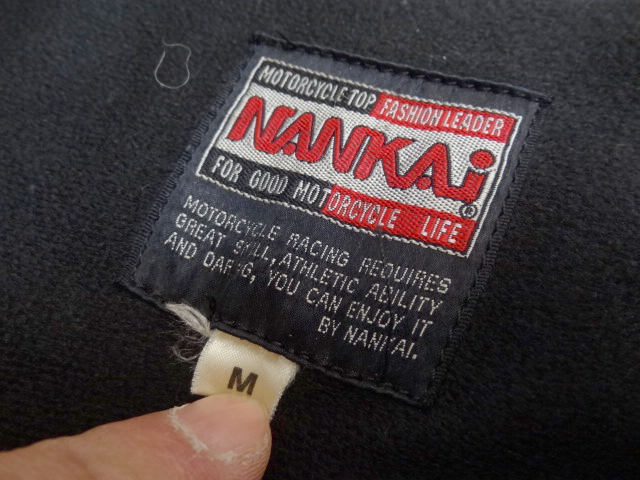 MOTORCYCLE-TOP FASHION LEADER
NANKAi
®
FOR GOOD MOTORCYCLE LIFE
MOTORCYCLE RACING REQUIRES
GREAT SKILL, ATHLETIC ABILITY
AND DARING, YOU CAN ENJOY IT
BY NANKAI.
M